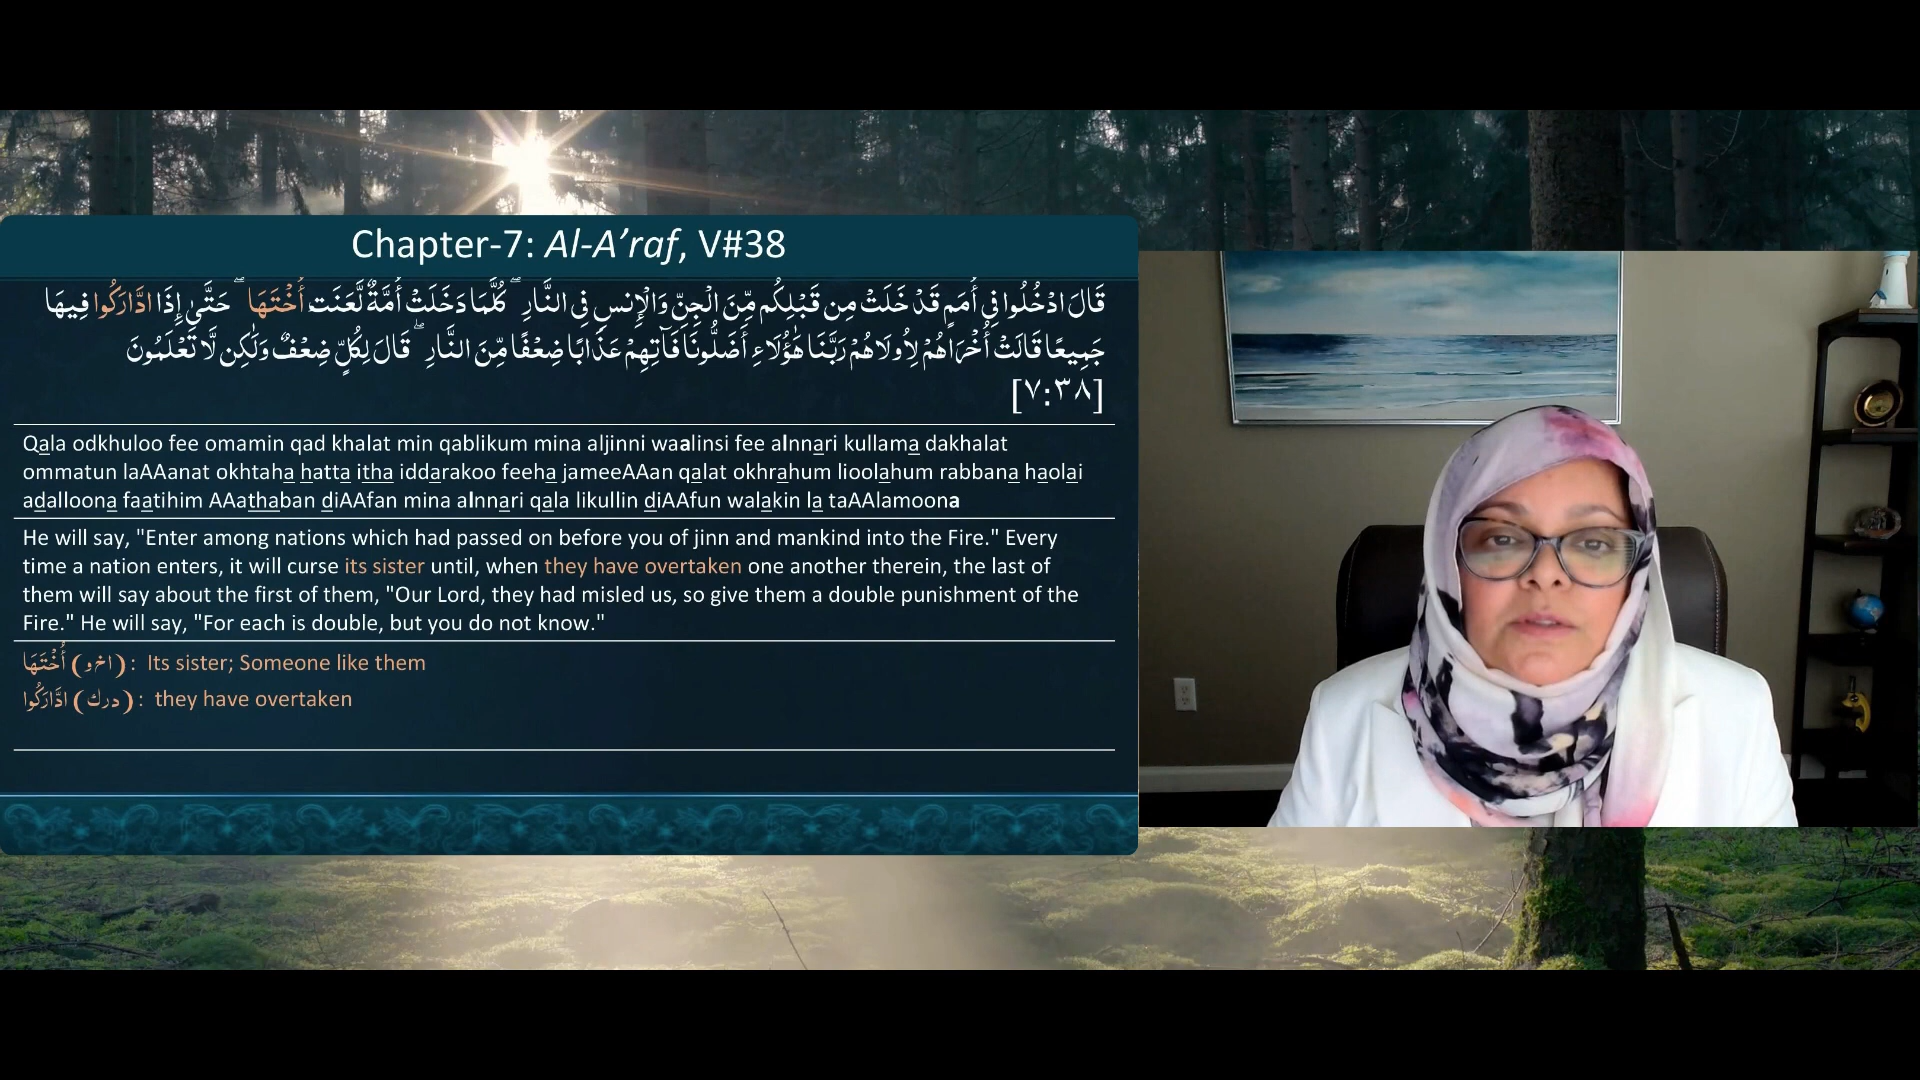 Chapter-7: Al-A’raf, V#38
قَالَ ادْخُلُوا فِي أُمَمٍ قَدْ خَلَتْ مِن قَبْلِكُم مِّنَ الْجِنِّ وَالْإِنسِ فِي النَّارِ ۖ كُلَّمَا دَخَلَتْ أُمَّةٌ لَّعَنَتْ أُخْتَهَا ۖ حَتَّىٰ إِذَا ادَّارَكُوا فِيهَا
جَمِيعًا قَالَتْ أُخْرَاهُمْ لِأُولَاهُمْ رَبَّنَا هَٰؤُلَاءِ أَضَلُّونَا فَآتِهِمْ عَذَابًا ضِعْفًا مِّنَ النَّارِ ۖ قَالَ لِكُلٍّ ضِعْفٌ وَلَٰكِن لَّا تَعْلَمُونَ
[٧:٣٨]
Qala odkhuloo fee omamin qad khalat min qablikum mina aljinni waalinsi fee alnnari kullama dakhalat
ommatun laAAanat okhtaha hatta itha iddarakoo feeha jameeAAan qalat okhrahum lioolahum rabbana haolai
adalloona faatihim AAathaban diAAfan mina alnnari qala likullin diAAfun walakin la taAAlamoona
He will say, "Enter among nations which had passed on before you of jinn and mankind into the Fire." Every
time a nation enters, it will curse its sister until, when they have overtaken one another therein, the last of
them will say about the first of them, "Our Lord, they had misled us, so give them a double punishment of the
Fire." He will say, "For each is double, but you do not know."
أُخْتَهَا (اخو): Its sister; Someone like them
ادَّارَكُوا (درك): they have overtaken